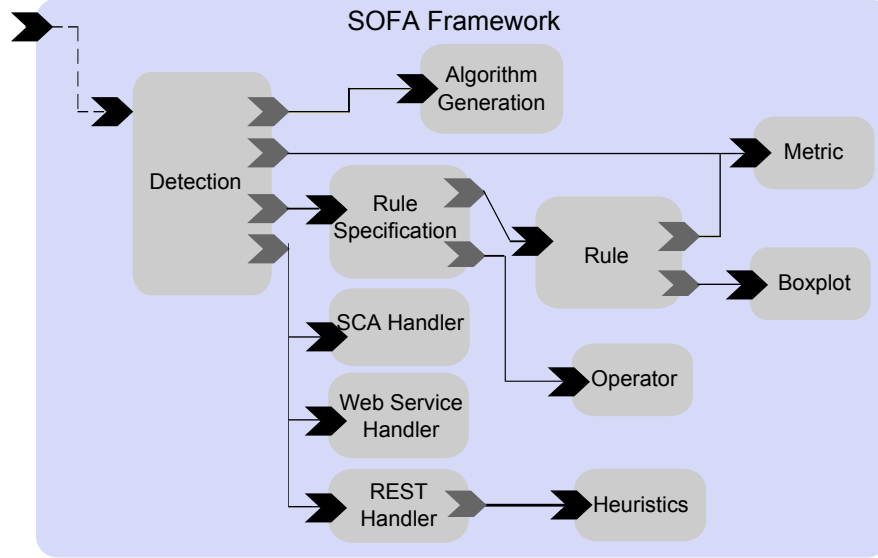 SOFA Framework
Algorithm
Generation
Metric
Detection
Rule
Specification
Rule
Boxplot
SCA Handler
Operator
Web Service
Handler
REST
Handler
Heuristics